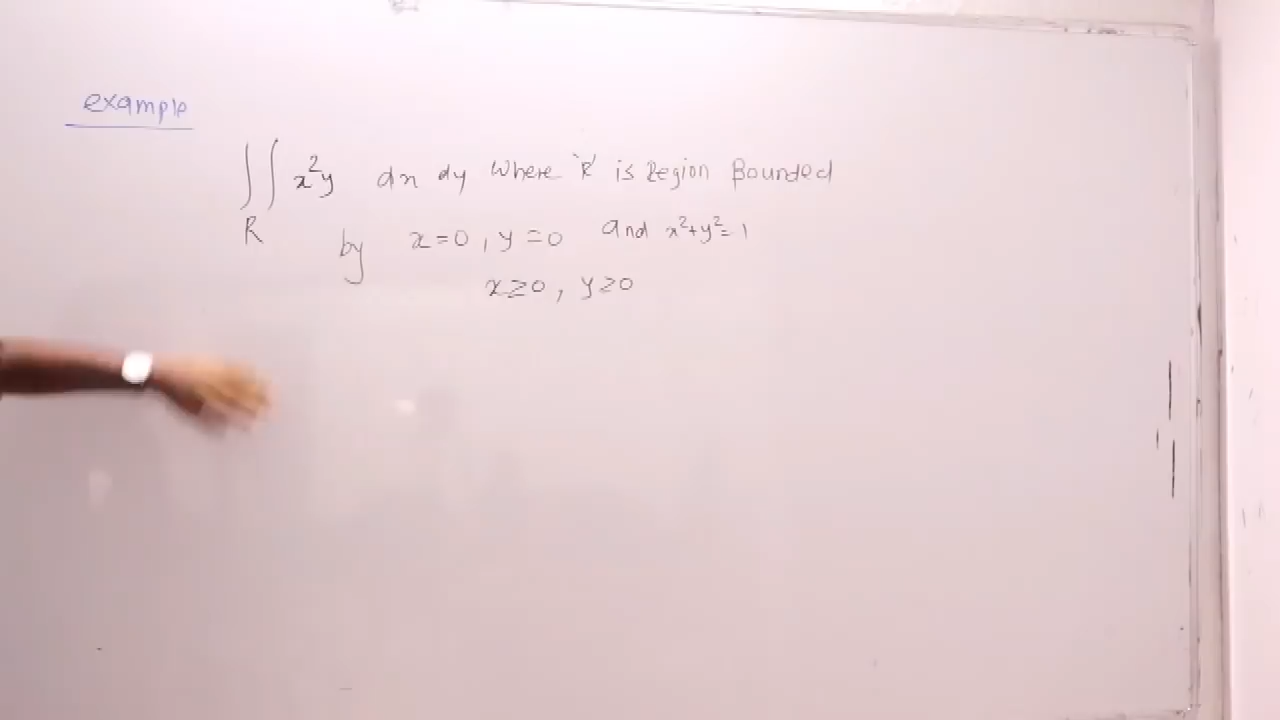 example
∫∫ x²y dx dy where 'R' is Region Bounded
R
by x=0, y=0 and x²+y²=1
x≥0, y≥0